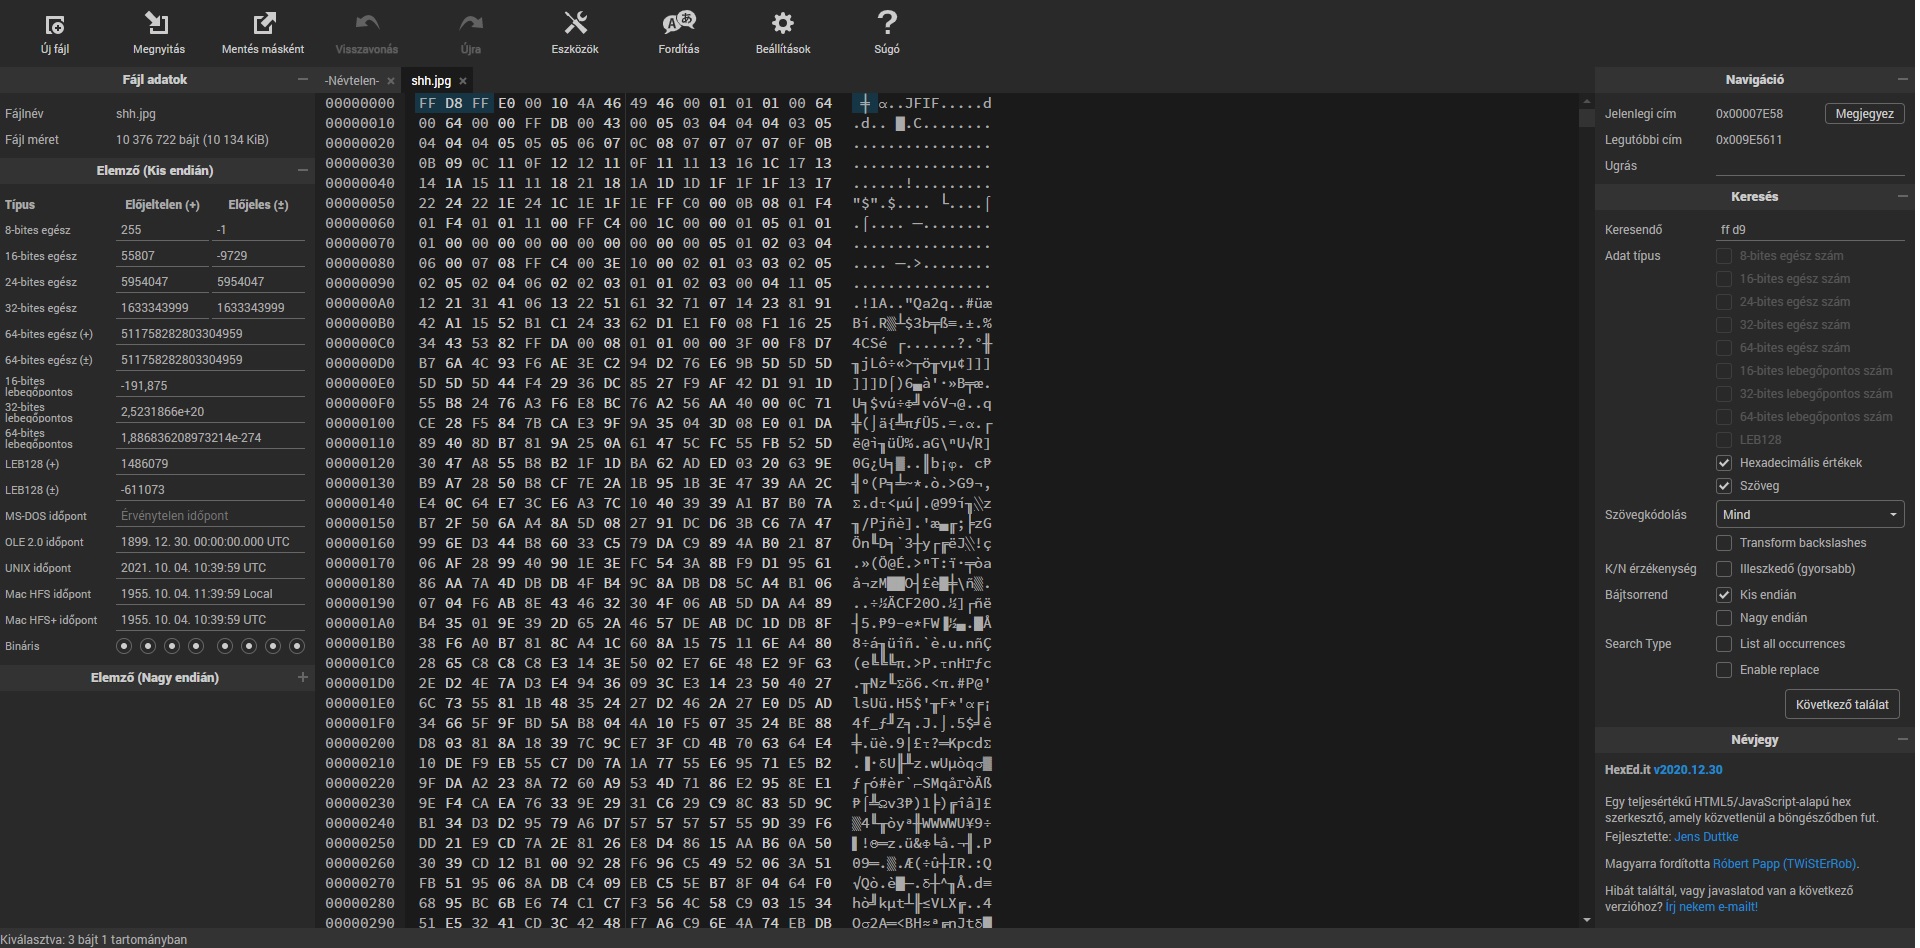 Új fájl Megnyitás Mentés másként Visszavonás Újra Eszközök Fordítás Beállítások Súgó
Fájl adatok
Fájlnév shh.jpg
Fájl méret 10 376 722 bájt (10 134 KiB)
Elemző (Kis endián)
Típus Előjeltelen (+) Előjeles (±)
8-bites egész 255 -1
16-bites egész 55807 -9729
24-bites egész 5954047 5954047
32-bites egész 1633343999 1633343999
64-bites egész (+) 511758282803304959
64-bites egész (±) 511758282803304959
16-bites lebegőpontos -191,875
32-bites lebegőpontos 2,5231866e+20
64-bites lebegőpontos 1,886836208973214e-274
LEB128 (+) 1486079
LEB128 (±) -611073
MS-DOS időpont Érvénytelen időpont
OLE 2.0 időpont 1899. 12. 30. 00:00:00.000 UTC
UNIX időpont 2021. 10. 04. 10:39:59 UTC
Mac HFS időpont 1955. 10. 04. 11:39:59 Local
Mac HFS+ időpont 1955. 10. 04. 10:39:59 UTC
Bináris
Elemző (Nagy endián)
-Névtelen- × shh.jpg ×
00000000 FF D8 FF E0 00 10 4A 46 49 46 00 01 01 01 00 64
00000010 00 64 00 00 FF DB 00 43 00 05 03 04 04 04 03 05
00000020 04 04 04 05 05 05 06 07 0C 08 07 07 07 07 0F 0B
00000030 0B 09 0C 11 0F 12 12 11 0F 11 11 13 16 1C 17 13
00000040 14 1A 15 11 11 18 21 18 1A 1D 1D 1F 1F 1F 13 17
00000050 22 24 22 1E 24 1C 1E 1F 1E FF C0 00 0B 08 01 F4
00000060 01 F4 01 01 11 00 FF C4 00 1C 00 00 01 05 01 01
00000070 01 00 00 00 00 00 00 00 00 00 00 05 01 02 03 04
00000080 06 00 07 08 FF C4 00 3E 10 00 02 01 03 03 02 05
00000090 02 05 02 04 06 02 02 03 01 01 02 03 00 04 11 05
000000A0 12 21 31 41 06 13 22 51 61 32 71 07 14 23 81 91
000000B0 42 A1 15 52 B1 C1 24 33 62 D1 E1 F0 08 F1 16 25
000000C0 34 43 53 82 FF DA 00 08 01 01 00 00 3F 00 F8 D7
000000D0 B7 6A 4C 93 F6 AE 3E C2 94 D2 76 E6 9B 5D 5D 5D
000000E0 5D 5D 5D 44 F4 29 36 DC 85 27 F9 AF 42 D1 91 1D
000000F0 55 B8 24 76 A3 F6 E8 BC 76 A2 56 AA 40 00 0C 71
00000100 CE 28 F5 84 7B CA E3 9F 9A 35 04 3D 08 E0 01 DA
00000110 89 40 8D B7 81 9A 25 0A 61 47 5C FC 55 FB 52 5D
00000120 30 47 A8 55 B8 B2 1F 1D BA 62 AD ED 03 20 63 9E
00000130 B9 A7 28 50 B8 CF 7E 2A 1B 95 1B 3E 47 39 AA 2C
00000140 E4 0C 64 E7 3C E6 A3 7C 10 40 39 39 A1 B7 B0 7A
00000150 B7 2F 50 6A A4 8A 5D 08 27 91 DC D6 3B C6 7A 47
00000160 99 6E D3 44 B8 60 33 C5 79 DA C9 89 4A B0 21 87
00000170 06 AF 28 99 40 90 1E 3E FC 54 3A 8B F9 D1 95 61
00000180 86 AA 7A 4D DB DB 4F B4 9C 8A DB D8 5C A4 B1 06
00000190 07 04 F6 AB 8E 43 46 32 30 4F 06 AB 5D DA A4 89
000001A0 B4 35 01 9E 39 2D 65 2A 46 57 DE AB DC 1D DB 8F
000001B0 38 F6 A0 B7 81 8C A4 1C 60 8A 15 75 11 6E A4 80
000001C0 28 65 C8 C8 C8 E3 14 3E 50 02 E7 6E 48 E2 9F 63
000001D0 2E D2 4E 7A D3 E4 94 36 09 3C E3 14 23 50 40 27
000001E0 6C 73 55 81 1B 48 35 24 27 D2 46 2A 27 E0 D5 AD
000001F0 34 66 5F 9F BD 5A B8 04 4A 10 F5 07 35 24 BE 88
00000200 D8 03 81 8A 18 39 7C 9C E7 3F CD 4B 70 63 64 E4
00000210 10 DE F9 EB 55 C7 D0 7A 1A 77 55 E6 95 71 E5 B2
00000220 9F DA A2 23 8A 72 60 A9 53 4D 71 86 E2 95 8E E1
00000230 9E F4 CA EA 76 33 9E 29 31 C6 29 C9 8C 83 5D 9C
00000240 B1 34 D3 D2 95 79 A6 D7 57 57 57 57 55 9D 39 F6
00000250 DD 21 E9 CD 7A 2E 81 26 E8 D4 86 15 AA B6 0A 50
00000260 30 39 CD 12 B1 00 92 28 F6 96 C5 49 52 06 3A 51
00000270 FB 51 95 06 8A DB C4 09 EB C5 5E B7 8F 04 64 F0
00000280 68 95 BC 6B E6 74 C1 C7 F3 56 4C 58 C9 03 15 34
00000290 51 E5 32 41 CD 3C 42 48 F7 A6 C9 6E 4A 74 EB DB
Navigáció
Jelenlegi cím 0x00007E58 Megjegyez
Legutóbbi cím 0x009E5611
Ugrás
Keresés
Keresendő ff d9
Adat típus 8-bites egész szám
16-bites egész szám
24-bites egész szám
32-bites egész szám
64-bites egész szám
16-bites lebegőpontos szám
32-bites lebegőpontos szám
64-bites lebegőpontos szám
LEB128
Hexadecimális értékek
Szöveg
Szövegkódolás Mind
Transform backslashes
K/N érzékenység Illeszkedő (gyorsabb)
Bájtsorrend Kis endián
Nagy endián
Search Type List all occurrences
Enable replace
Következő találat
Névjegy
HexEd.it v2020.12.30
Egy teljesértékű HTML5/JavaScript-alapú hex
szerkesztő, amely közvetlenül a böngésződben fut.
Fejlesztette: Jens Duttke
Magyarra fordította Róbert Papp (TWiStErRob).
Hibát találtál, vagy javaslatod van a következő
verzióhoz? Írj nekem e-mailt!
Kiválasztva: 3 bájt 1 tartományban